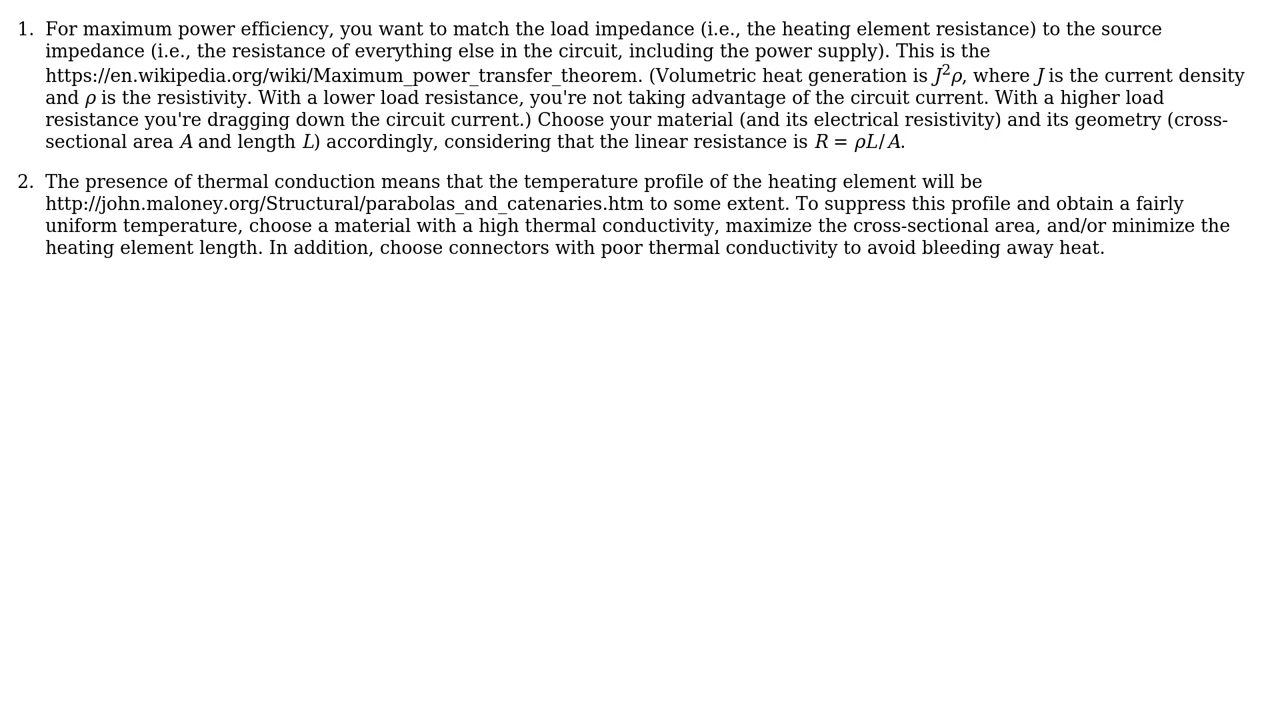 1. For maximum power efficiency, you want to match the load impedance (i.e., the heating element resistance) to the source
impedance (i.e., the resistance of everything else in the circuit, including the power supply). This is the
https://en.wikipedia.org/wiki/Maximum_power_transfer_theorem. (Volumetric heat generation is J²ρ, where J is the current density
and ρ is the resistivity. With a lower load resistance, you're not taking advantage of the circuit current. With a higher load
resistance you're dragging down the circuit current.) Choose your material (and its electrical resistivity) and its geometry (cross-
sectional area A and length L) accordingly, considering that the linear resistance is R = ρL/A.
2. The presence of thermal conduction means that the temperature profile of the heating element will be
http://john.maloney.org/Structural/parabolas_and_catenaries.htm to some extent. To suppress this profile and obtain a fairly
uniform temperature, choose a material with a high thermal conductivity, maximize the cross-sectional area, and/or minimize the
heating element length. In addition, choose connectors with poor thermal conductivity to avoid bleeding away heat.